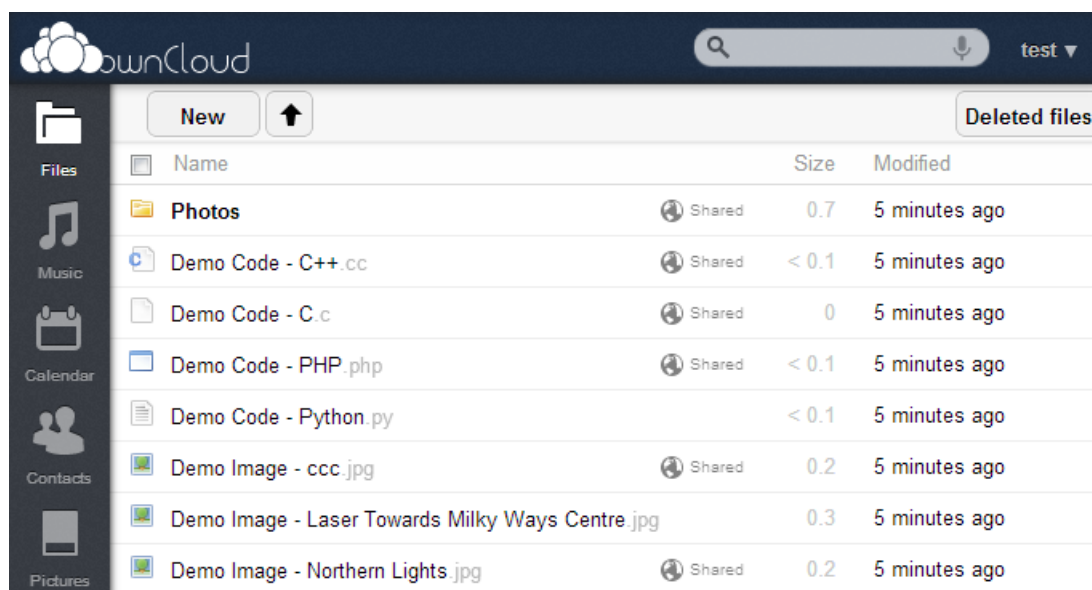 ownCloud
test ▼
New
Deleted files
Files
Name Size Modified
Photos Shared 0.7 5 minutes ago
Music
Demo Code - C++.cc Shared < 0.1 5 minutes ago
Demo Code - C.c Shared 0 5 minutes ago
Calendar
Demo Code - PHP.php Shared < 0.1 5 minutes ago
Demo Code - Python.py < 0.1 5 minutes ago
Contacts
Demo Image - ccc.jpg Shared 0.2 5 minutes ago
Demo Image - Laser Towards Milky Ways Centre.jpg 0.3 5 minutes ago
Pictures
Demo Image - Northern Lights.jpg Shared 0.2 5 minutes ago